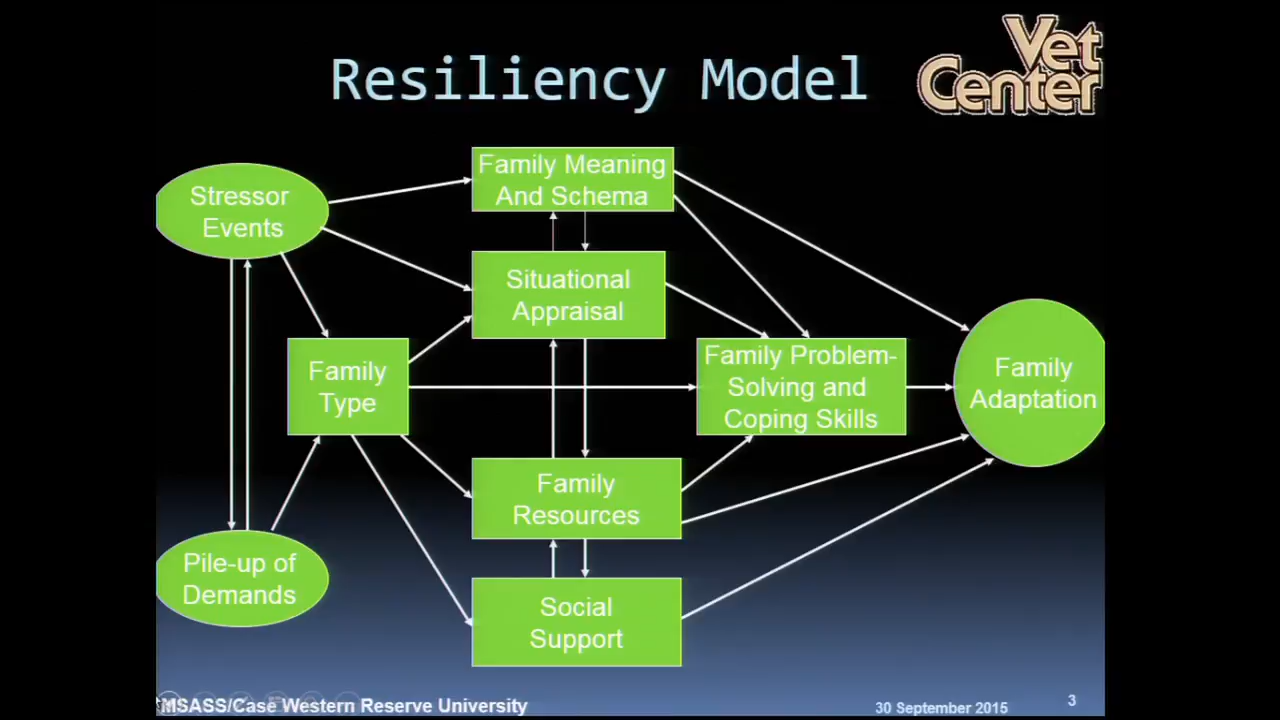 Resiliency Model
Vet
Center
Stressor
Events
Family Meaning
And Schema
Situational
Appraisal
Family
Type
Family Problem-
Solving and
Coping Skills
Family
Adaptation
Family
Resources
Pile-up of
Demands
Social
Support
MSASS/Case Western Reserve University
30 September 2015
3